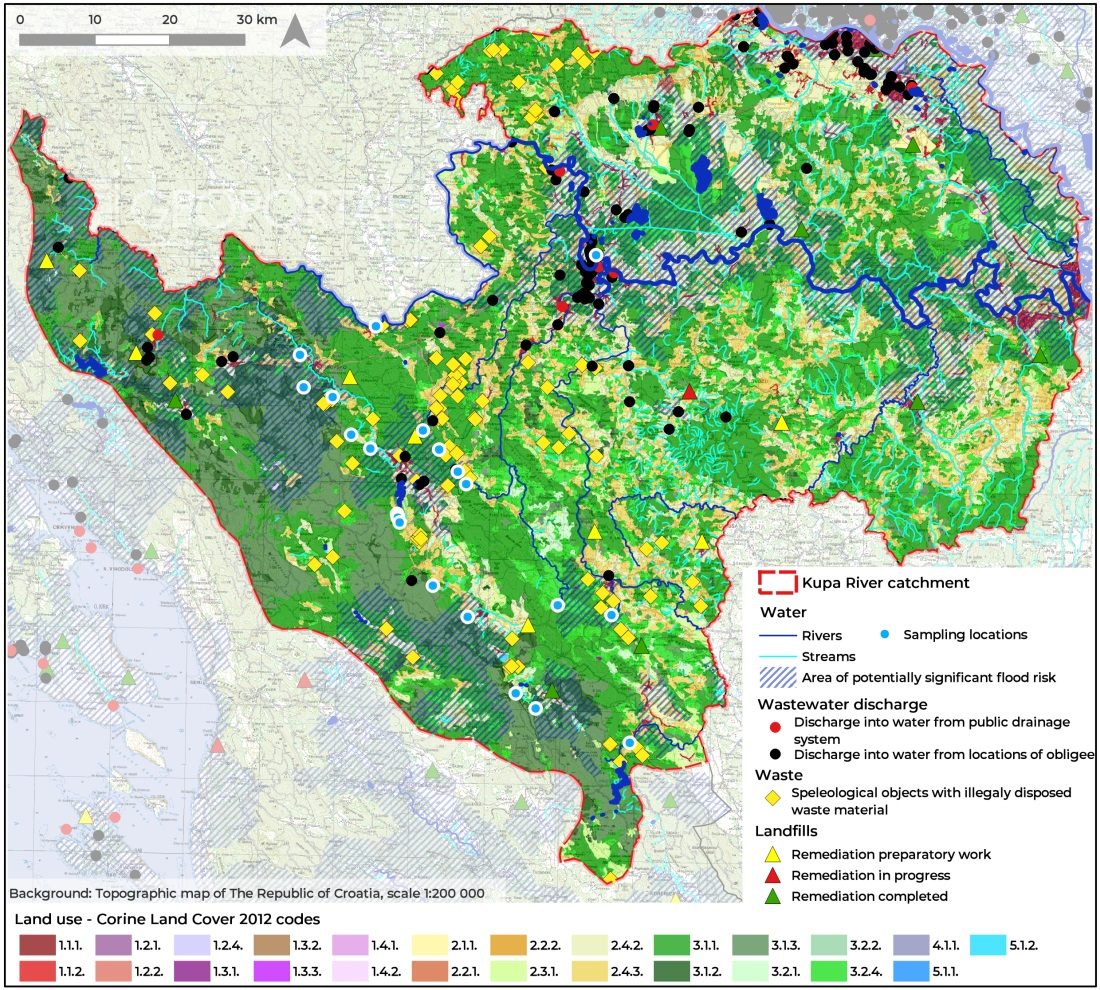 0 10 20 30 km
Kupa River catchment
Water
Rivers
Sampling locations
Streams
Area of potentially significant flood risk
Wastewater discharge
Discharge into water from public drainage
system
Discharge into water from locations of obligee
Waste
Speleological objects with illegaly disposed
waste material
Landfills
Remediation preparatory work
Remediation in progress
Remediation completed
Background: Topographic map of The Republic of Croatia, scale 1:200 000
Land use - Corine Land Cover 2012 codes
1.1.1. 1.2.1. 1.2.4. 1.3.2. 1.4.1. 2.1.1. 2.2.2. 2.4.2. 3.1.1. 3.1.3. 3.2.2. 4.1.1. 5.1.2.
1.1.2. 1.2.2. 1.3.1. 1.3.3. 1.4.2. 2.2.1. 2.3.1. 2.4.3. 3.1.2. 3.2.1. 3.2.4. 5.1.1.